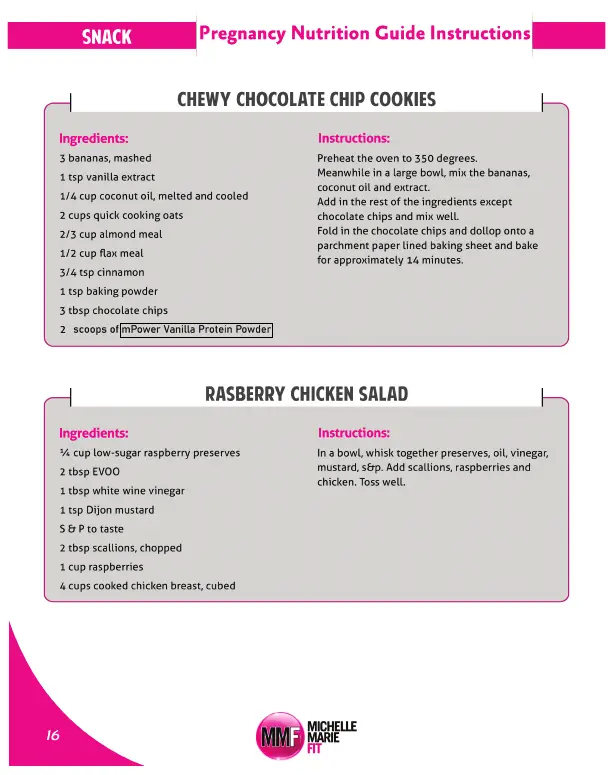 SNACK
Pregnancy Nutrition Guide Instructions
CHEWY CHOCOLATE CHIP COOKIES
Ingredients:
3 bananas, mashed
1 tsp vanilla extract
1/4 cup coconut oil, melted and cooled
2 cups quick cooking oats
2/3 cup almond meal
1/2 cup flax meal
3/4 tsp cinnamon
1 tsp baking powder
3 tbsp chocolate chips
2 scoops of mPower Vanilla Protein Powder
Instructions:
Preheat the oven to 350 degrees.
Meanwhile in a large bowl, mix the bananas,
coconut oil and extract.
Add in the rest of the ingredients except
chocolate chips and mix well.
Fold in the chocolate chips and dollop onto a
parchment paper lined baking sheet and bake
for approximately 14 minutes.
RASBERRY CHICKEN SALAD
Ingredients:
¼ cup low-sugar raspberry preserves
2 tbsp EVOO
1 tbsp white wine vinegar
1 tsp Dijon mustard
S & P to taste
2 tbsp scallions, chopped
1 cup raspberries
4 cups cooked chicken breast, cubed
Instructions:
In a bowl, whisk together preserves, oil, vinegar,
mustard, s&p. Add scallions, raspberries and
chicken. Toss well.
16
MMF
MICHELLE
MARIE
FIT